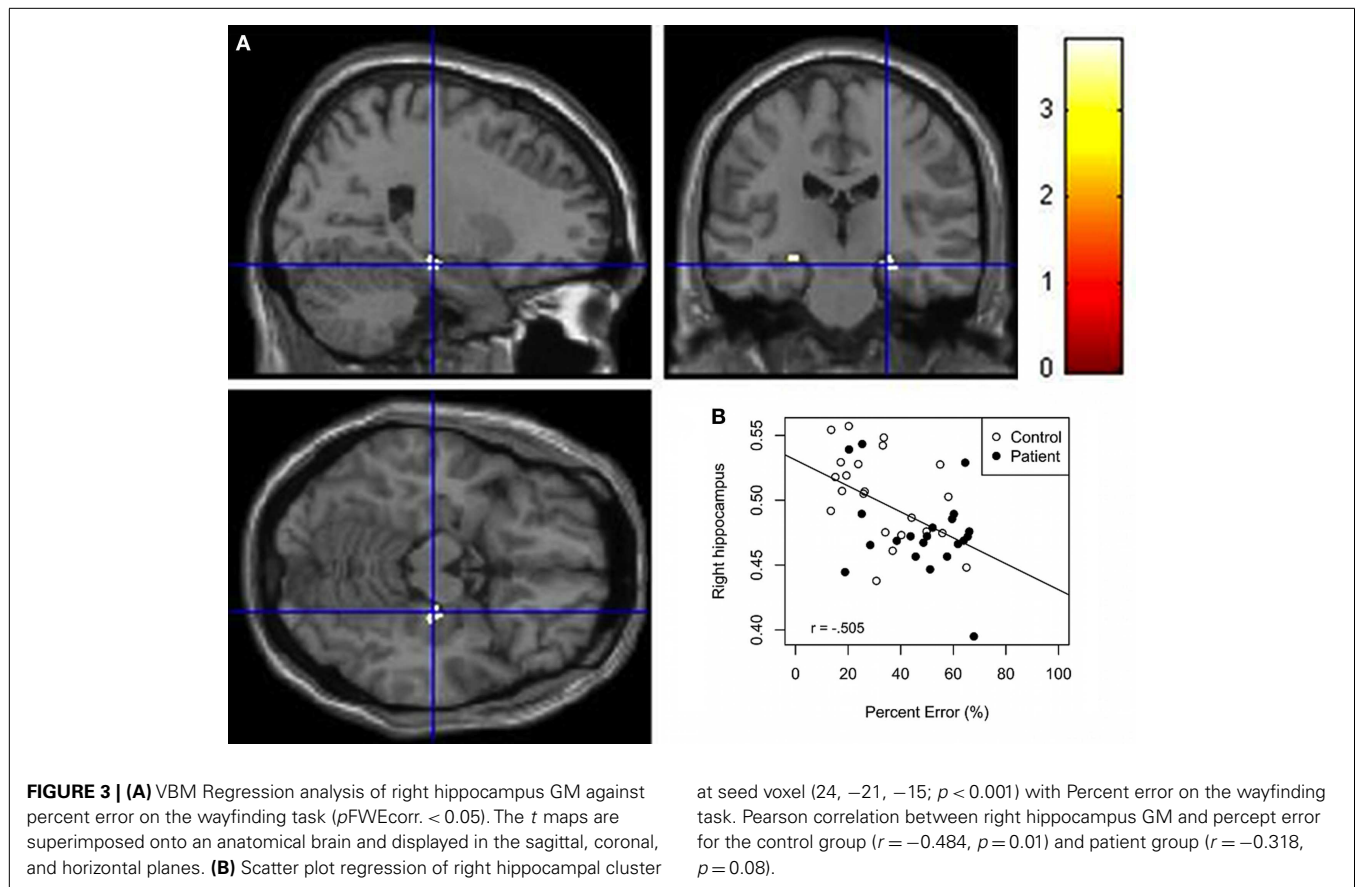 A
3
2
1
0
B
0.55
0.50
0.45
0.40
Right hippocampus
Control
Patient
r = -.505
0 20 40 60 80 100
Percent Error (%)
FIGURE 3 | (A) VBM Regression analysis of right hippocampus GM against
percent error on the wayfinding task (pFWEcorr. < 0.05). The t maps are
superimposed onto an anatomical brain and displayed in the sagittal, coronal,
and horizontal planes. (B) Scatter plot regression of right hippocampal cluster
at seed voxel (24, −21, −15; p < 0.001) with Percent error on the wayfinding
task. Pearson correlation between right hippocampus GM and percept error
for the control group (r = −0.484, p = 0.01) and patient group (r = −0.318,
p = 0.08).